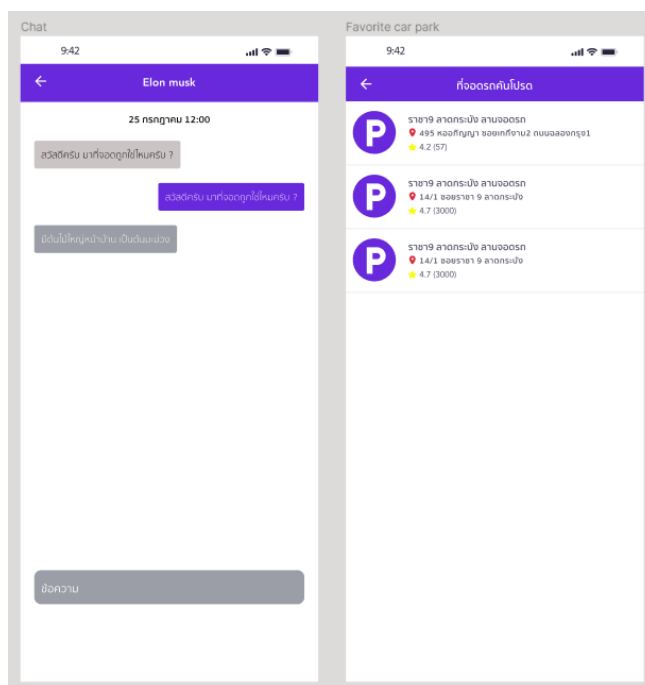 Chat
9:42
Elon musk
25 กรกฎาคม 12:00
สวัสดีครับ มาที่จอดถูกใช่ไหมครับ ?
สวัสดีครับ มาที่จอดถูกใช่ไหมครับ ?
มีต้นไม้ใหญ่หน้าบ้าน เป็นต้นมะม่วง
ข้อความ
Favorite car park
9:42
ที่จอดรถคันโปรด
P
ราชา9 ลาดกระบัง ลานจอดรถ
495 หออภิญญา ซอยเกกีงาน2 ถนนฉลองกรุง1
4.2 (57)
P
ราชา9 ลาดกระบัง ลานจอดรถ
14/1 ซอยราชา 9 ลาดกระบัง
4.7 (3000)
P
ราชา9 ลาดกระบัง ลานจอดรถ
14/1 ซอยราชา 9 ลาดกระบัง
4.7 (3000)